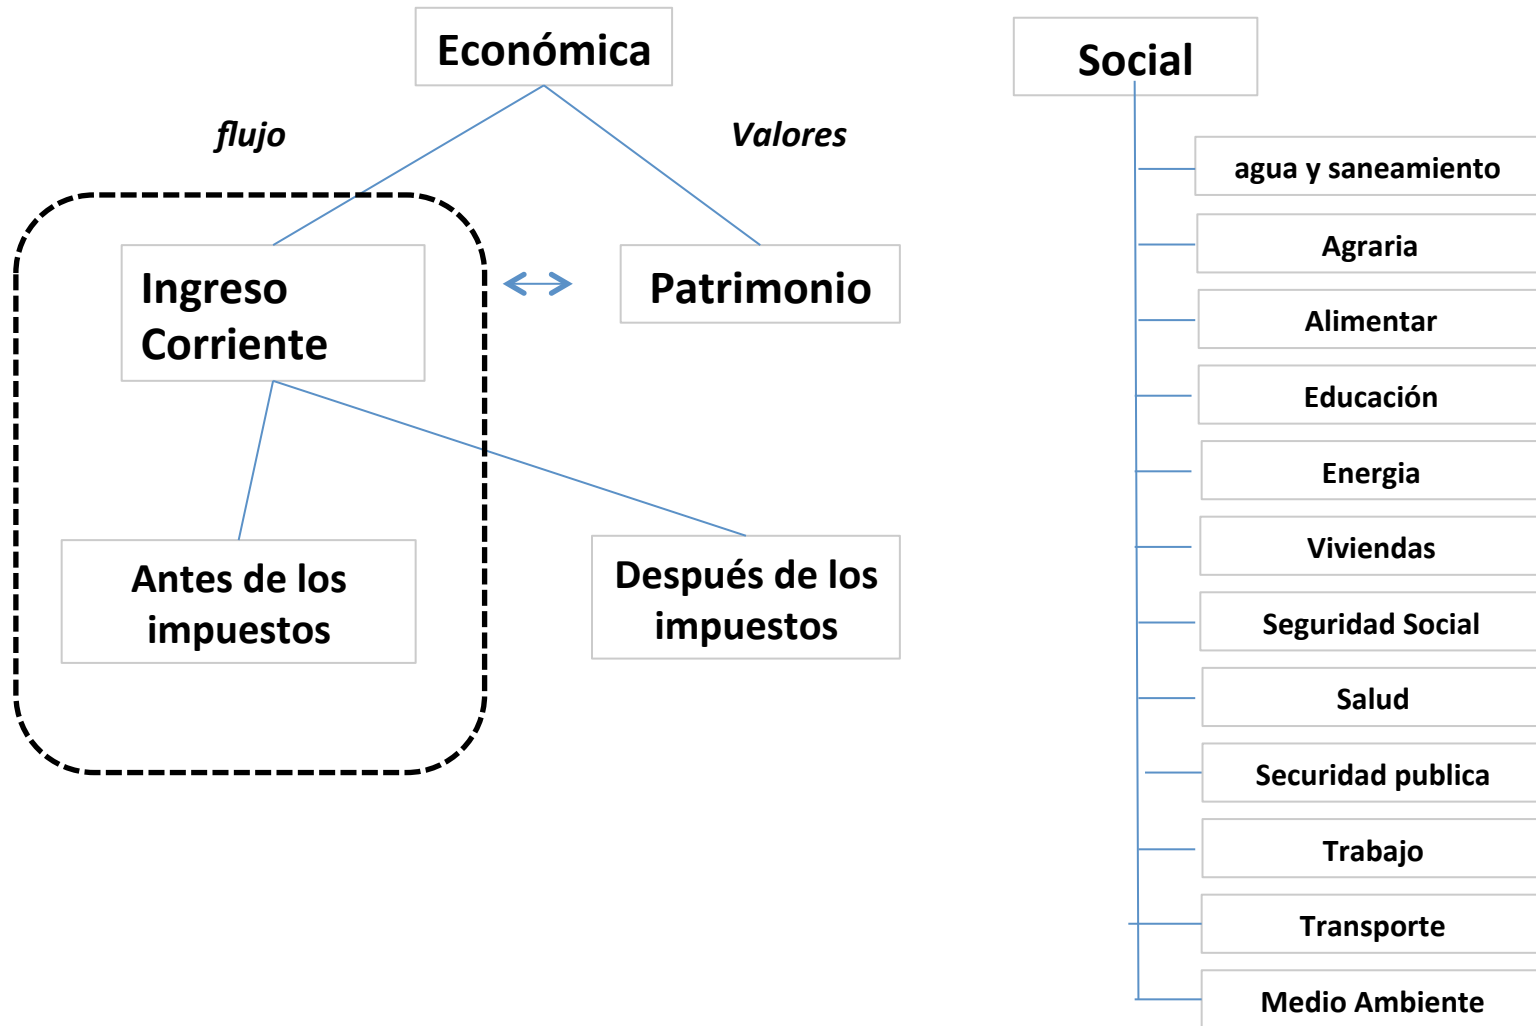 Económica
flujo
Valores
Ingreso
Corriente
Patrimonio
Antes de los
impuestos
Después de los
impuestos
Social
agua y saneamiento
Agraria
Alimentar
Educación
Energia
Viviendas
Seguridad Social
Salud
Securidad publica
Trabajo
Transporte
Medio Ambiente